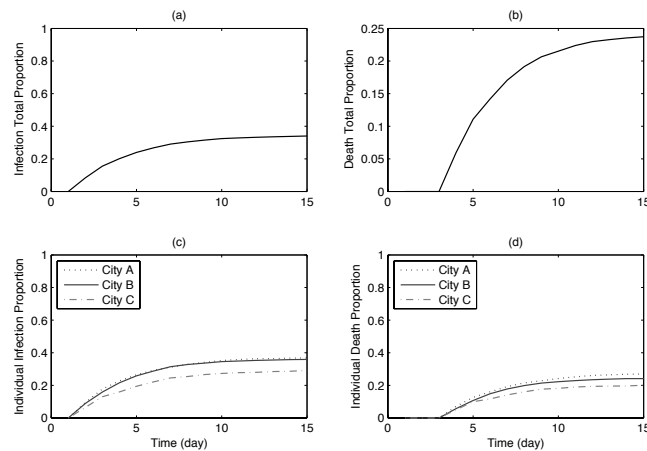 (a)
Infection Total Proportion
1
0.8
0.6
0.4
0.2
0
0
5
10
15
(b)
Death Total Proportion
0.25
0.2
0.15
0.1
0.05
0
0
5
10
15
(c)
Individual Infection Proportion
1
0.8
0.6
0.4
0.2
0
City A
City B
City C
0
5
10
15
Time (day)
(d)
Individual Death Proportion
1
0.8
0.6
0.4
0.2
0
City A
City B
City C
0
5
10
15
Time (day)